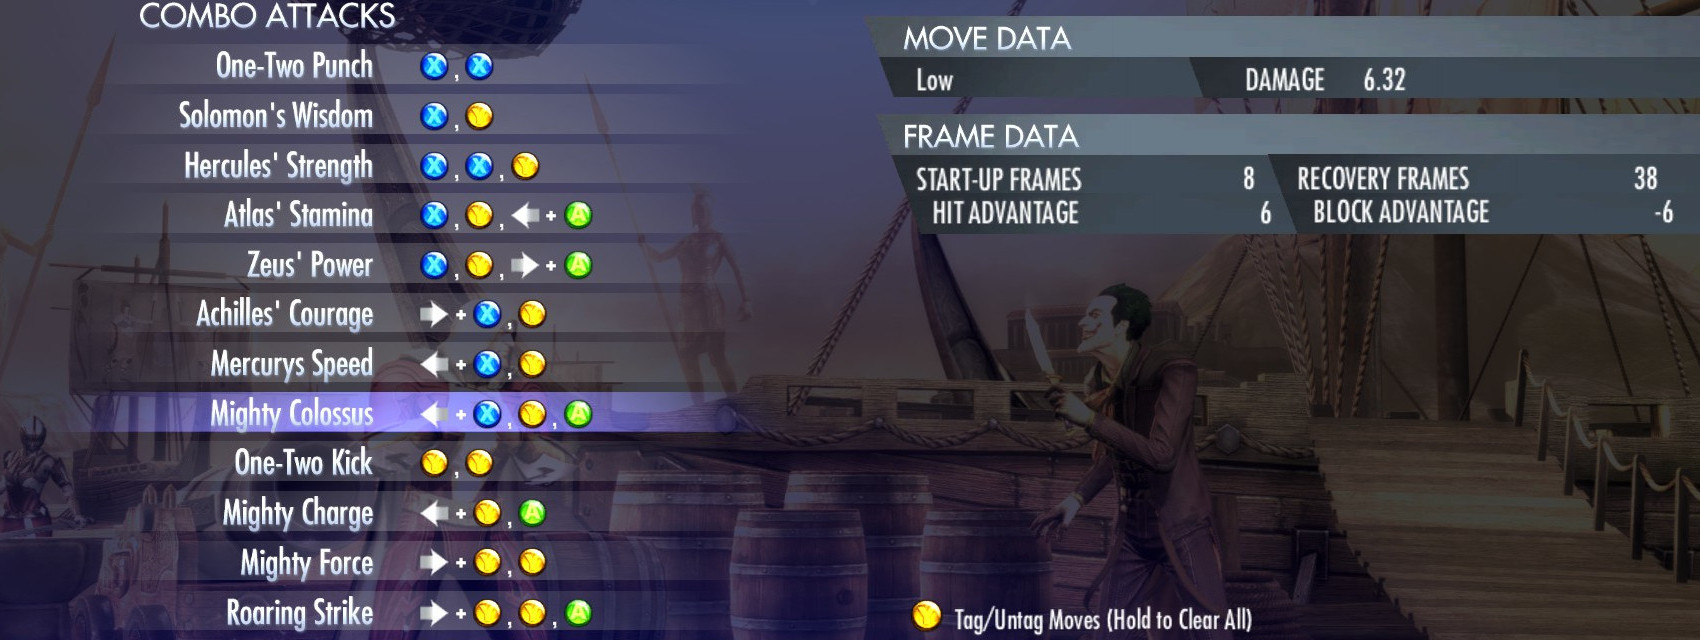 COMBO ATTACKS
One-Two Punch X , X
Solomon's Wisdom X , Y
Hercules' Strength X , X , Y
Atlas' Stamina X , Y , + A
Zeus' Power X , Y , + A
Achilles' Courage + X , Y
Mercurys Speed + X , Y
Mighty Colossus + X , Y , A
One-Two Kick Y , Y
Mighty Charge + Y , A
Mighty Force + Y , Y
Roaring Strike + Y , Y , A
MOVE DATA
Low DAMAGE 6.32
FRAME DATA
START-UP FRAMES 8 RECOVERY FRAMES 38
HIT ADVANTAGE 6 BLOCK ADVANTAGE -6
Y Tag/Untag Moves (Hold to Clear All)